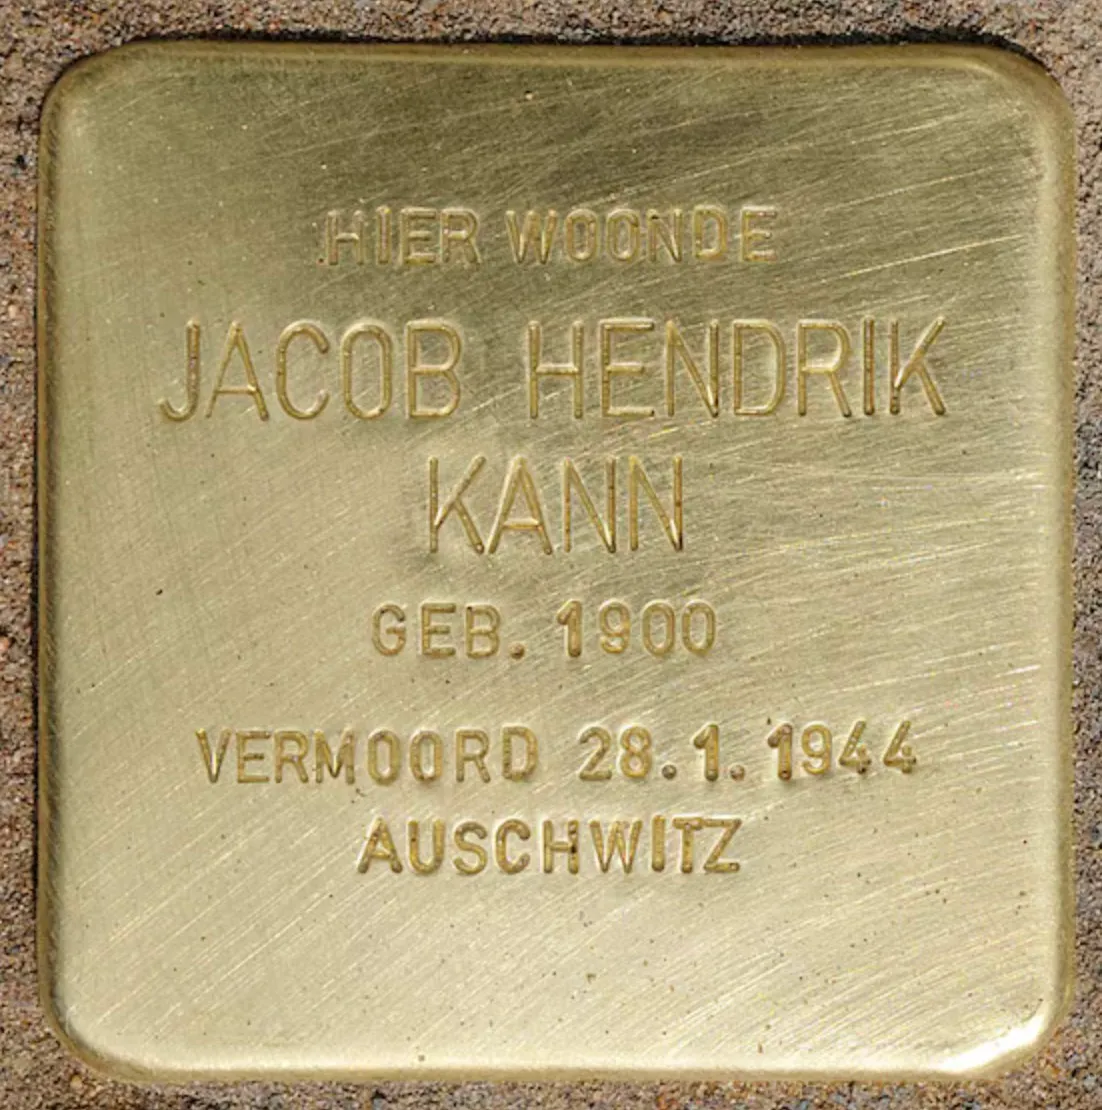 HIER WOONDE
JACOB HENDRIK
KANN
GEB. 1900
VERMOORD 28.1.1944
AUSCHWITZ